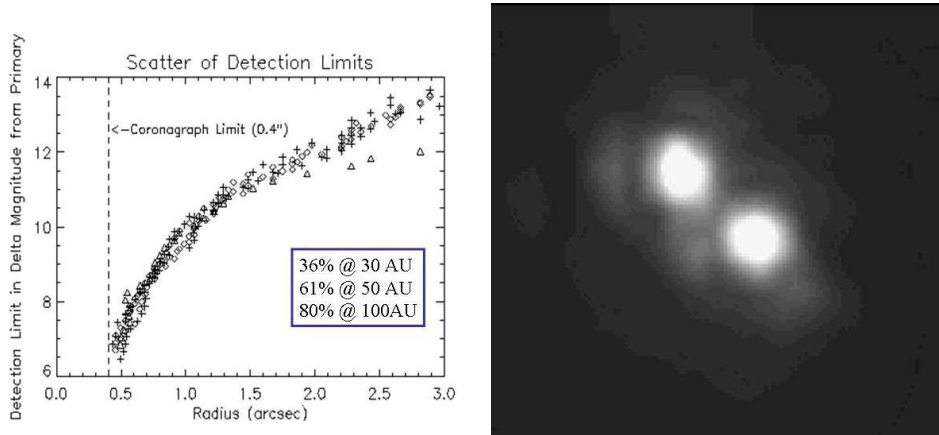 Scatter of Detection Limits
Detection Limit in Delta Magnitude from Primary
14
12
10
8
6
<-Coronagraph Limit (0.4")
36% @ 30 AU
61% @ 50 AU
80% @ 100AU
0.0 0.5 1.0 1.5 2.0 2.5 3.0
Radius (arcsec)